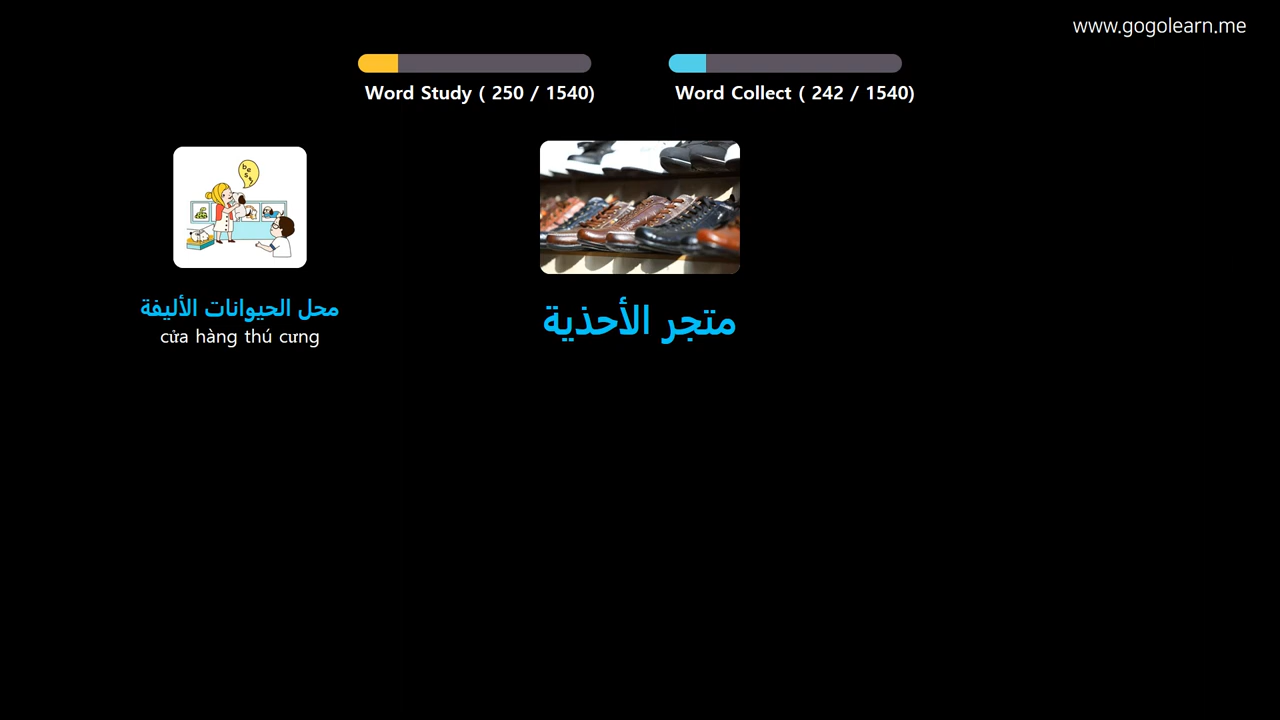 www.gogolearn.me
Word Study ( 250 / 1540)
Word Collect ( 242 / 1540)
best
محل الحيوانات الأليفة
cửa hàng thú cưng
متجر الأحذية